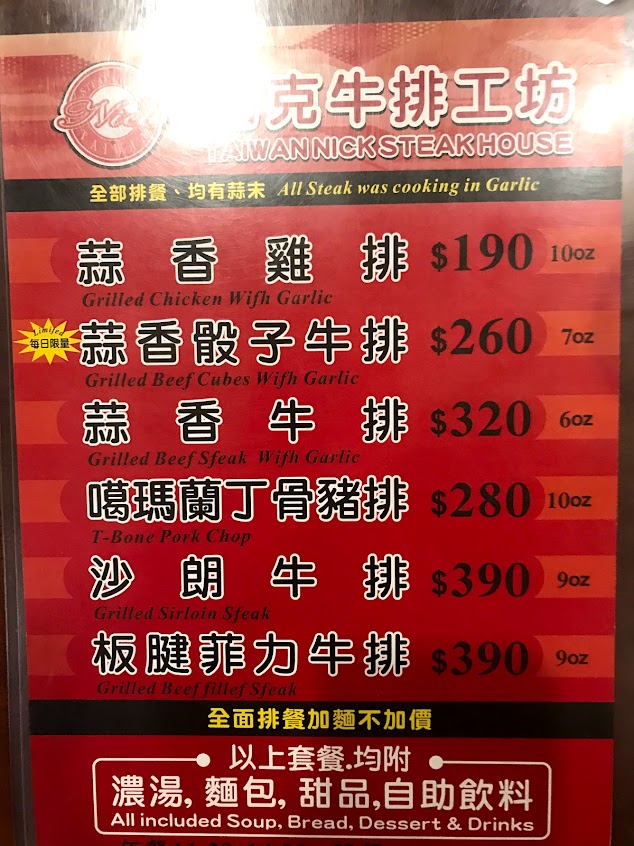 克牛排工坊
TAIWAN NICK STEAK HOUSE
全部排餐、均有蒜末 All Steak was cooking in Garlic
蒜香雞排 $190 10oz
Grilled Chicken Wifh Garlic
Limifed
每日限量
蒜香骰子牛排 $260 7oz
Grilled Beef Cubes Wifh Garlic
蒜香牛排 $320 6oz
Grilled Beef Sfeak Wifh Garlic
噶瑪蘭丁骨豬排 $280 10oz
T-Bone Pork Chop
沙朗牛排 $390 9oz
Grilled Sirloin Sfeak
板腱菲力牛排 $390 9oz
Grilled Beef fillef Sfeak
全面排餐加麵不加價
以上套餐.均附
濃湯, 麵包, 甜品,自助飲料
All included Soup, Bread, Dessert & Drinks